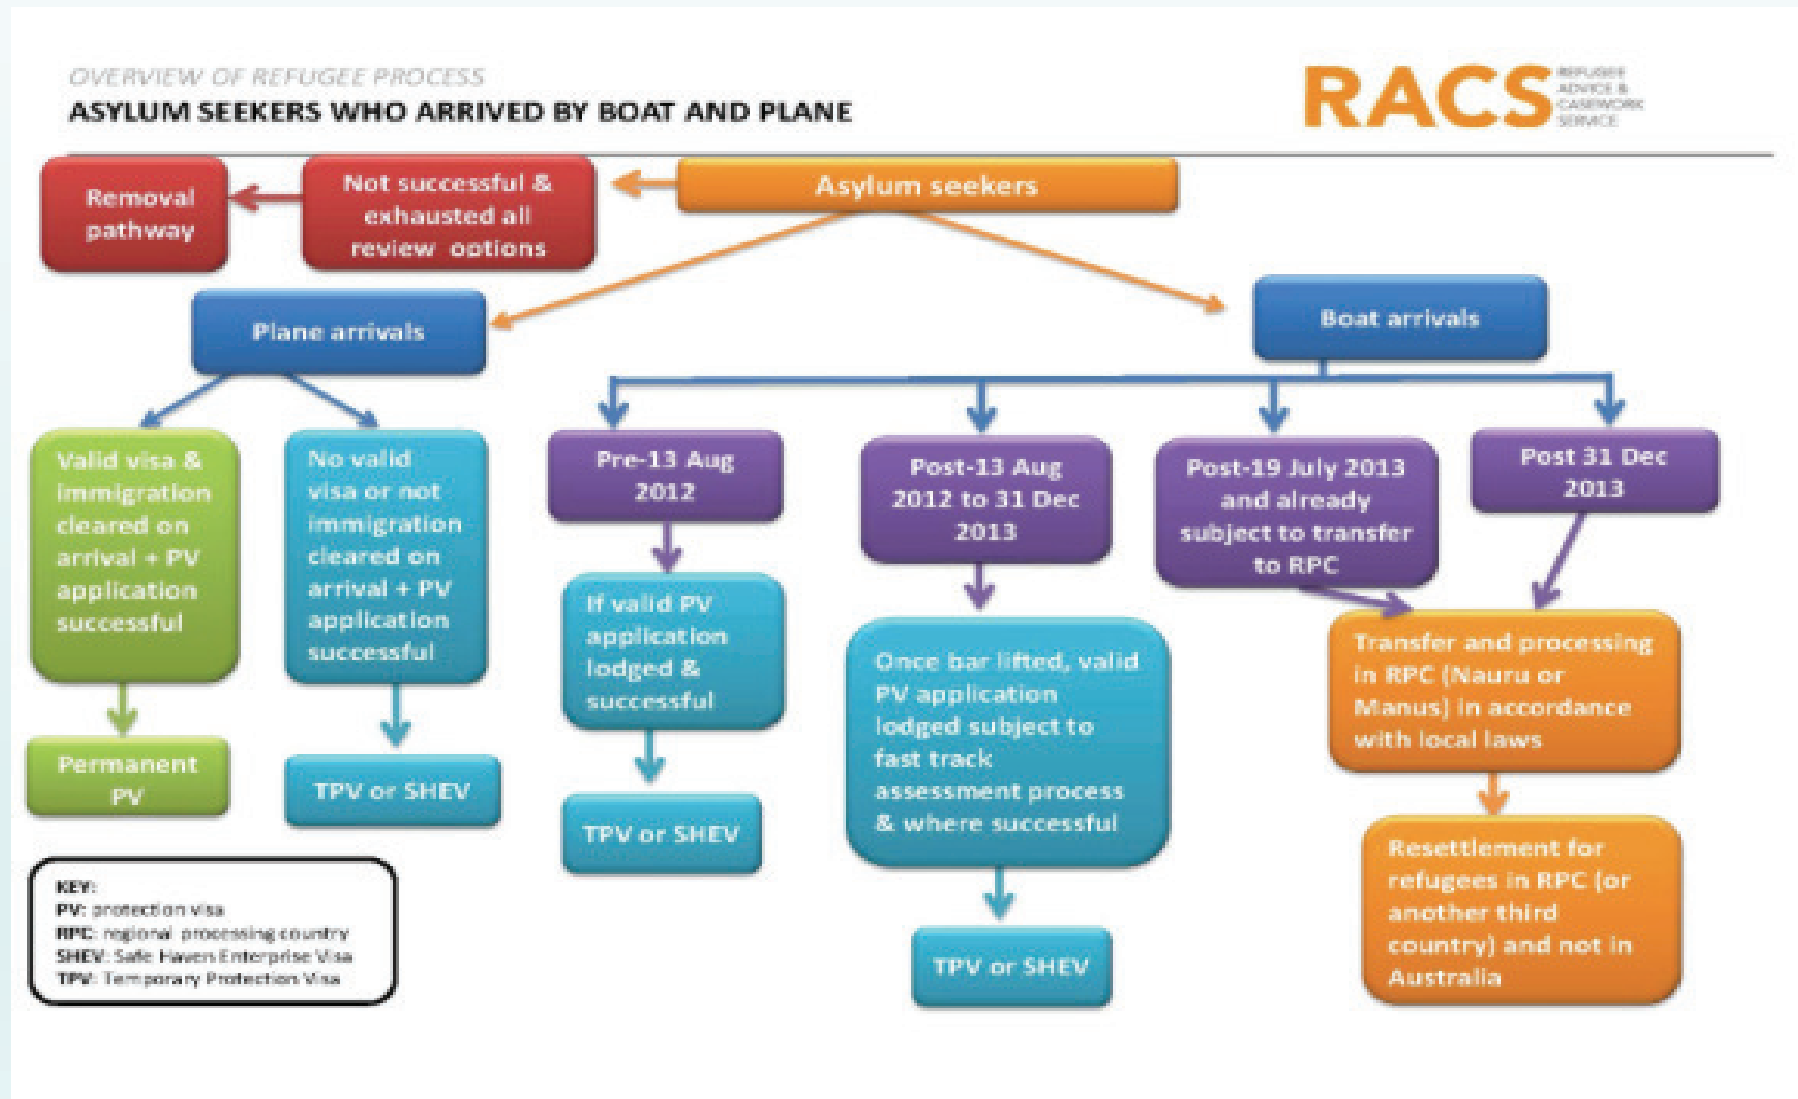 OVERVIEW OF REFUGEE PROCESS
ASYLUM SEEKERS WHO ARRIVED BY BOAT AND PLANE
RACS
REFUGEE
ADVICE &
CASEWORK
SERVICE
Removal
pathway
Not successful &
exhausted all
review options
Asylum seekers
Plane arrivals
Boat arrivals
Valid visa &
immigration
cleared on
arrival + PV
application
successful
No valid
visa or not
immigration
cleared on
arrival + PV
application
successful
Pre-13 Aug
2012
Post-13 Aug
2012 to 31 Dec
2013
Post-19 July 2013
and already
subject to transfer
to RPC
Post 31 Dec
2013
If valid PV
application
lodged &
successful
Once bar lifted, valid
PV application
lodged subject to
fast track
assessment process
& where successful
Transfer and processing
in RPC (Nauru or
Manus) in accordance
with local laws
Permanent
PV
TPV or SHEV
TPV or SHEV
TPV or SHEV
Resettlement for
refugees in RPC (or
another third
country) and not in
Australia
KEY:
PV: protection visa
RPC: regional processing country
SHEV: Safe Haven Enterprise Visa
TPV: Temporary Protection Visa